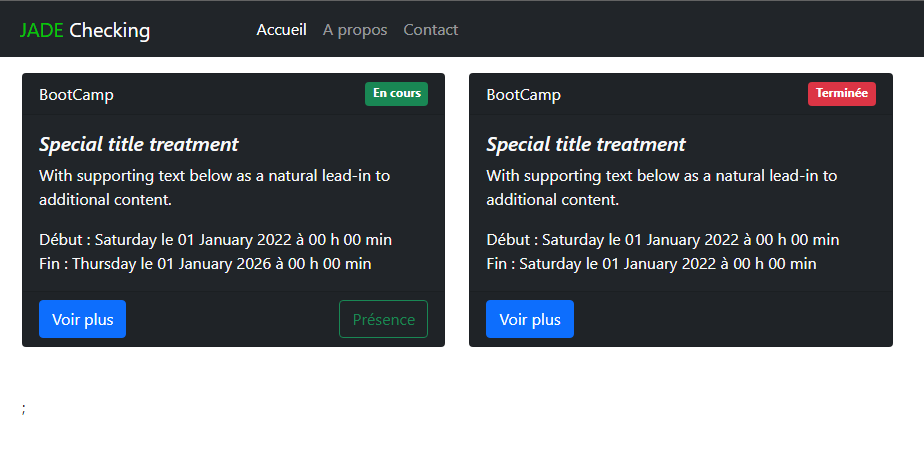 JADE Checking Accueil A propos Contact
BootCamp En cours
Special title treatment
With supporting text below as a natural lead-in to
additional content.
Début : Saturday le 01 January 2022 à 00 h 00 min
Fin : Thursday le 01 January 2026 à 00 h 00 min
Voir plus Présence
BootCamp Terminée
Special title treatment
With supporting text below as a natural lead-in to
additional content.
Début : Saturday le 01 January 2022 à 00 h 00 min
Fin : Saturday le 01 January 2022 à 00 h 00 min
Voir plus
;